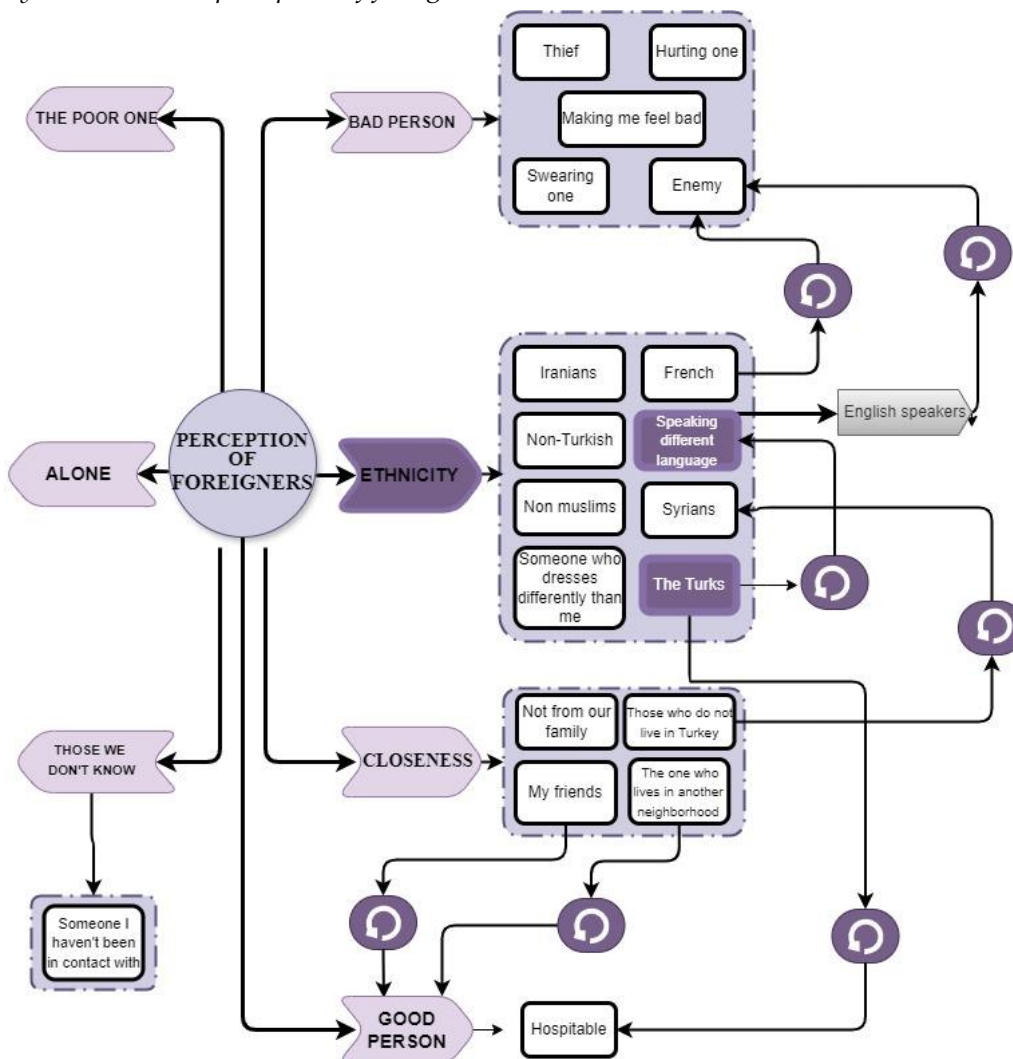 Thief
Hurting one
THE POOR ONE
BAD PERSON
Making me feel bad
Swearing
one
Enemy
Iranians
French
English speakers
PERCEPTION
OF
FOREIGNERS
ALONE
ETHNICITY
Non-Turkish
Speaking
different
language
Non muslims
Syrians
Someone who
dresses
differently than
me
The Turks
Not from our
family
Those who do not
live in Turkey
THOSE WE
DON'T KNOW
CLOSENESS
My friends
The one who
lives in another
neighborhood
Someone I
haven't been
in contact with
GOOD
PERSON
Hospitable